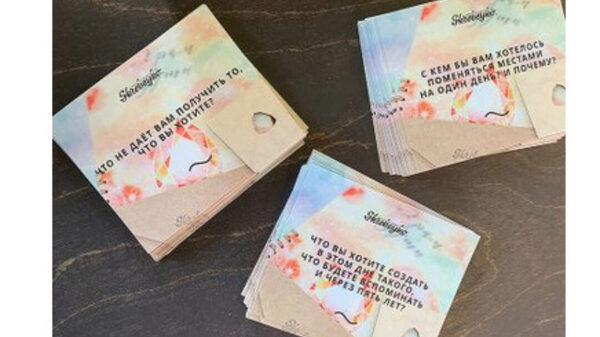 ЧТО НЕ ДАЁТ ВАМ ПОЛУЧИТЬ ТО,
ЧТО ВЫ ХОТИТЕ?
С КЕМ БЫ ВАМ ХОТЕЛОСЬ
ПОМЕНЯТЬСЯ МЕСТАМИ
НА ОДИН ДЕНЬ? И ПОЧЕМУ?
ЧТО ВЫ ХОТИТЕ СОЗДАТЬ
В ЭТОМ ДНЕ ТАКОГО,
ЧТО БУДЕТЕ ВСПОМИНАТЬ
И ЧЕРЕЗ ПЯТЬ ЛЕТ?